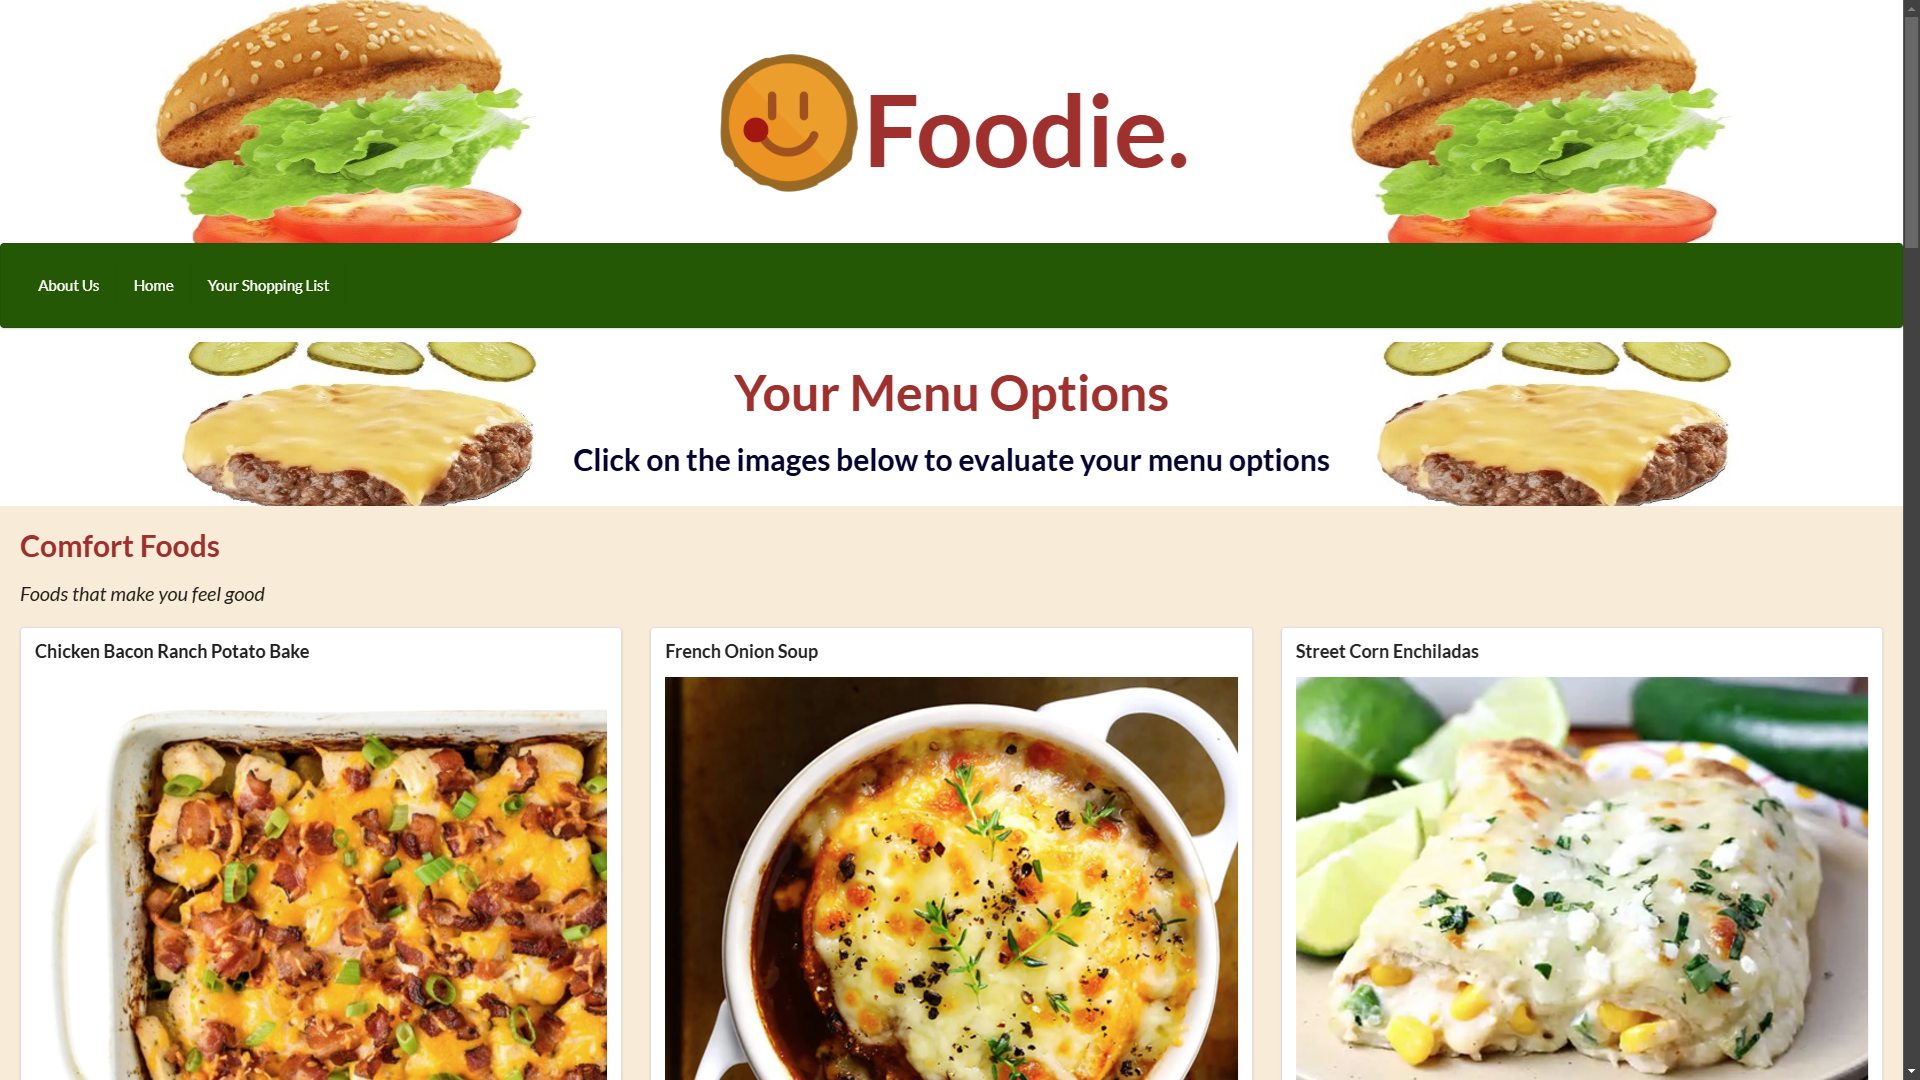 Foodie.
About Us
Home
Your Shopping List
Your Menu Options
Click on the images below to evaluate your menu options
Comfort Foods
Foods that make you feel good
Chicken Bacon Ranch Potato Bake
French Onion Soup
Street Corn Enchiladas